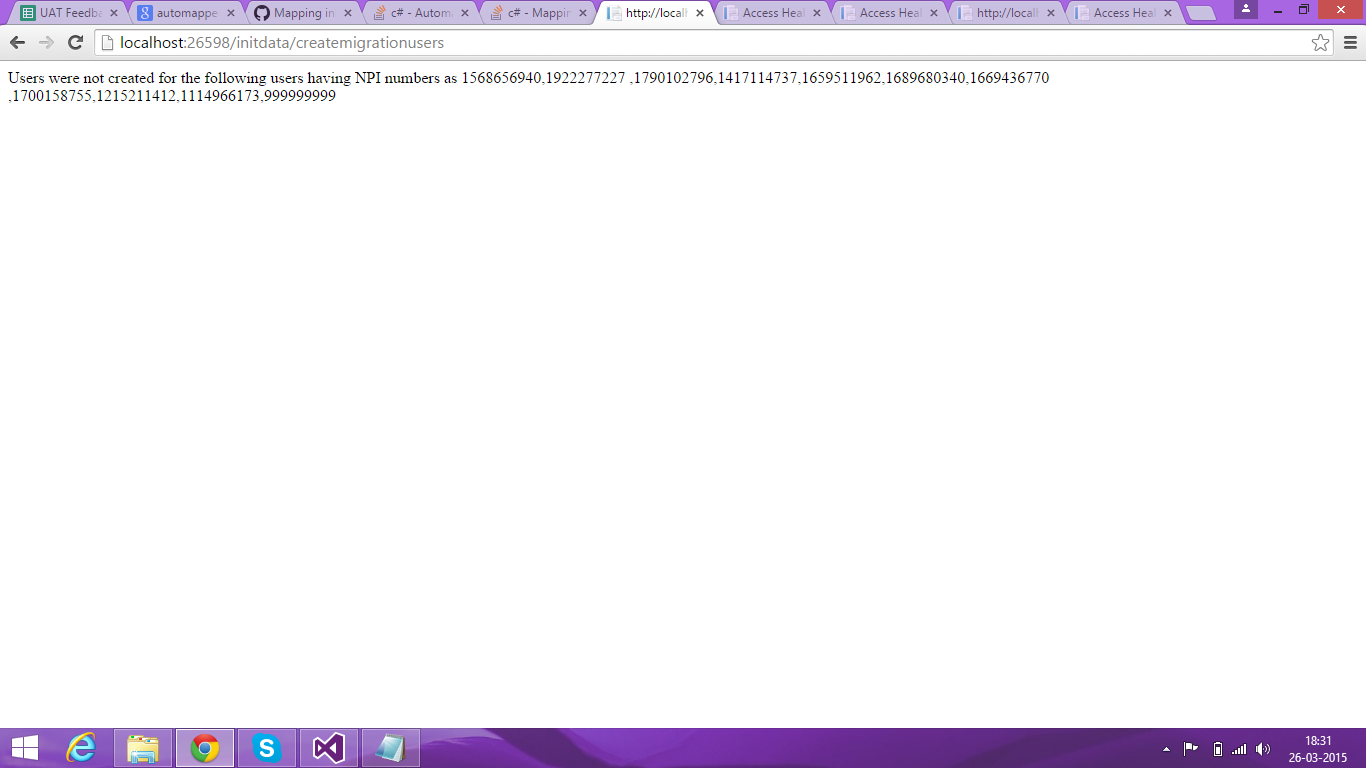 UAT Feedba
automappe
Mapping in
c# - Autom
c# - Mappin
http://locall
Access Heal
Access Heal
http://locall
Access Heal
localhost:26598/initdata/createmigrationusers
Users were not created for the following users having NPI numbers as 1568656940,1922277227 ,1790102796,1417114737,1659511962,1689680340,1669436770
,1700158755,1215211412,1114966173,999999999
18:31
26-03-2015